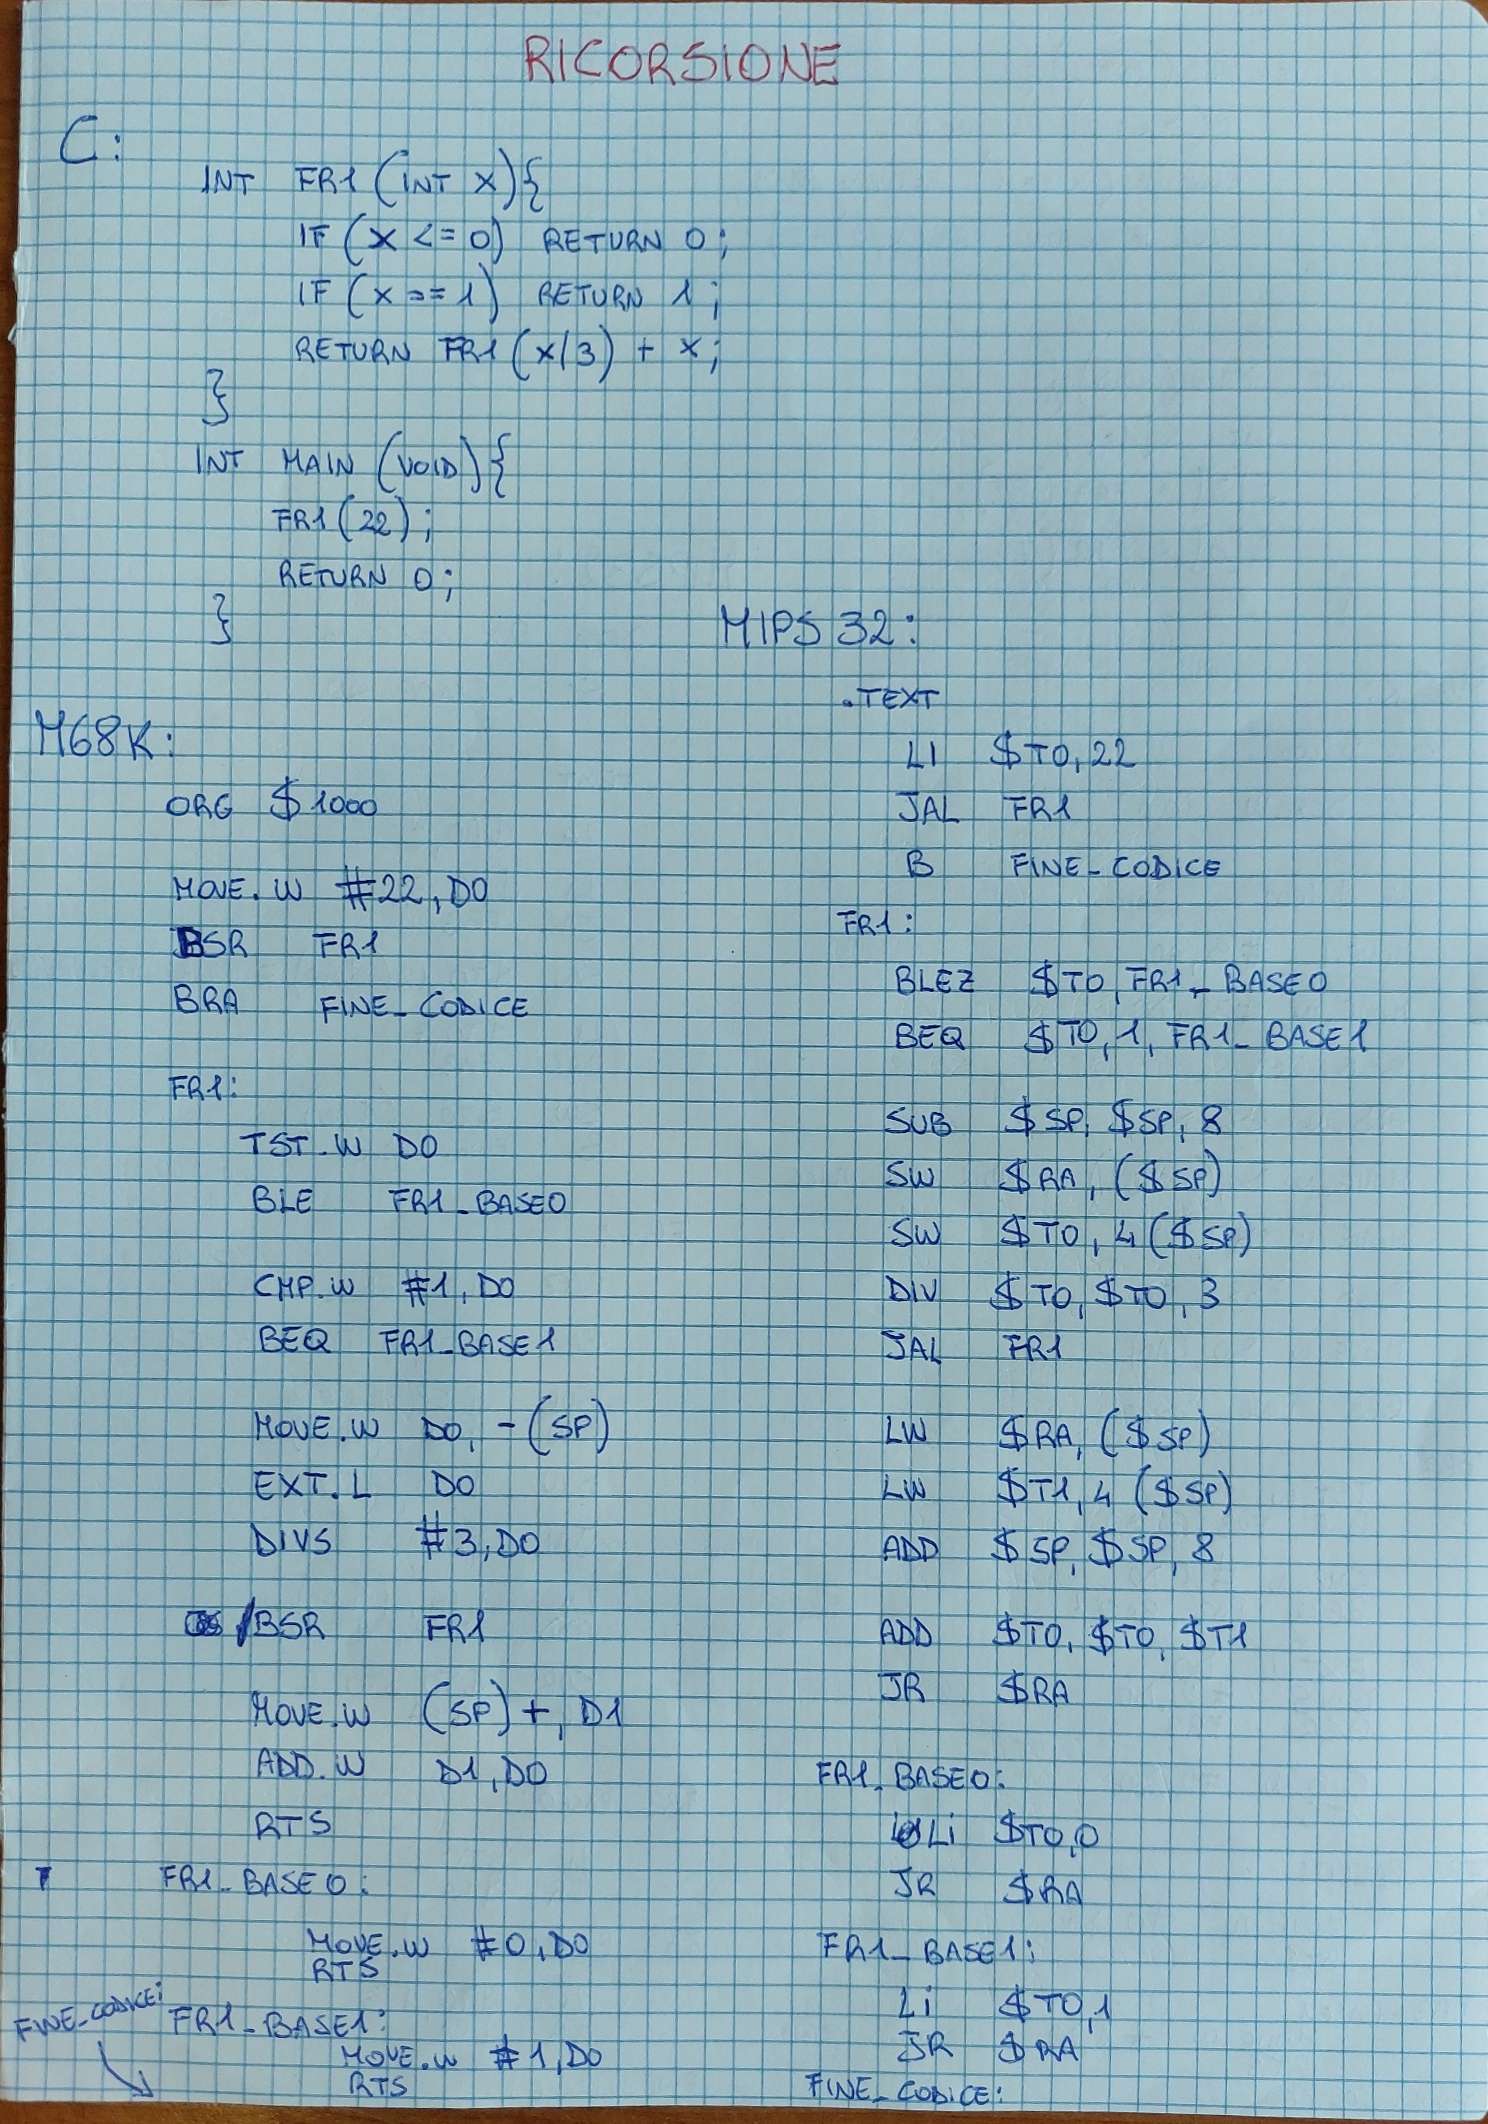 RICORSIONE
C:
INT FR1 (INT X){
IF (X <= 0) RETURN 0;
IF (X == 1) RETURN 1;
RETURN FR1 (X/3) + X;
}
INT MAIN (VOID){
FR1 (22);
RETURN 0;
}
M68K:
ORG $1000
MOVE.W #22, D0
BSR FR1
BRA FINE_CODICE
FR1:
TST.W D0
BLE FR1_BASE0
CMP.W #1, D0
BEQ FR1_BASE1
MOVE.W D0, -(SP)
EXT.L D0
DIVS #3, D0
BSR FR1
MOVE.W (SP)+, D1
ADD.W D1, D0
RTS
FR1_BASE0:
MOVE.W #0, D0
RTS
FR1_BASE1:
MOVE.W #1, D0
RTS
FINE_CODICE:
MIPS 32:
.TEXT
LI $T0, 22
JAL FR1
B FINE_CODICE
FR1:
BLEZ $T0, FR1_BASE0
BEQ $T0, 1, FR1_BASE1
SUB $SP, $SP, 8
SW $RA, ($SP)
SW $T0, 4 ($SP)
DIV $T0, $T0, 3
JAL FR1
LW $RA, ($SP)
LW $T1, 4 ($SP)
ADD $SP, $SP, 8
ADD $T0, $T0, $T1
JR $RA
FR1_BASE0:
Li $T0, 0
JR $RA
FR1_BASE1:
Li $T0, 1
JR $RA
FINE_CODICE: